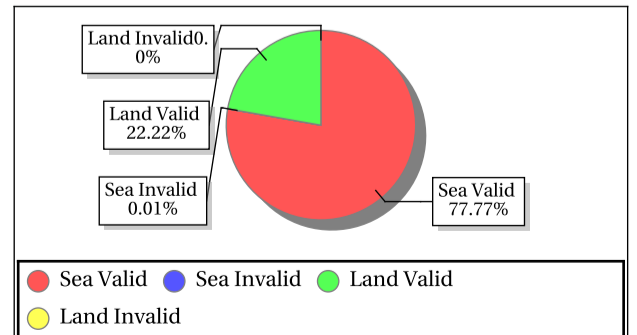 Land Invalid0.
0%
Land Valid
22.22%
Sea Invalid
0.01%
Sea Valid
77.77%
Sea Valid Sea Invalid Land Valid
Land Invalid